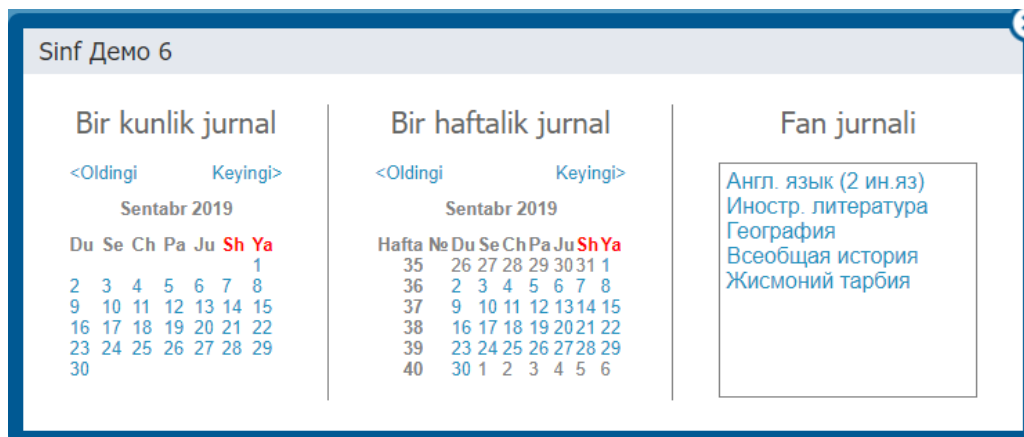 Sinf Демо 6
Bir kunlik jurnal
<Oldingi Keyingi>
Sentabr 2019
Du Se Ch Pa Ju Sh Ya
1
2 3 4 5 6 7 8
9 10 11 12 13 14 15
16 17 18 19 20 21 22
23 24 25 26 27 28 29
30
Bir haftalik jurnal
<Oldingi Keyingi>
Sentabr 2019
Hafta № Du Se Ch Pa Ju Sh Ya
35 26 27 28 29 30 31 1
36 2 3 4 5 6 7 8
37 9 10 11 12 13 14 15
38 16 17 18 19 20 21 22
39 23 24 25 26 27 28 29
40 30 1 2 3 4 5 6
Fan jurnali
Англ. язык (2 ин.яз)
Иностр. литература
География
Всеобщая история
Жисмоний тарбия